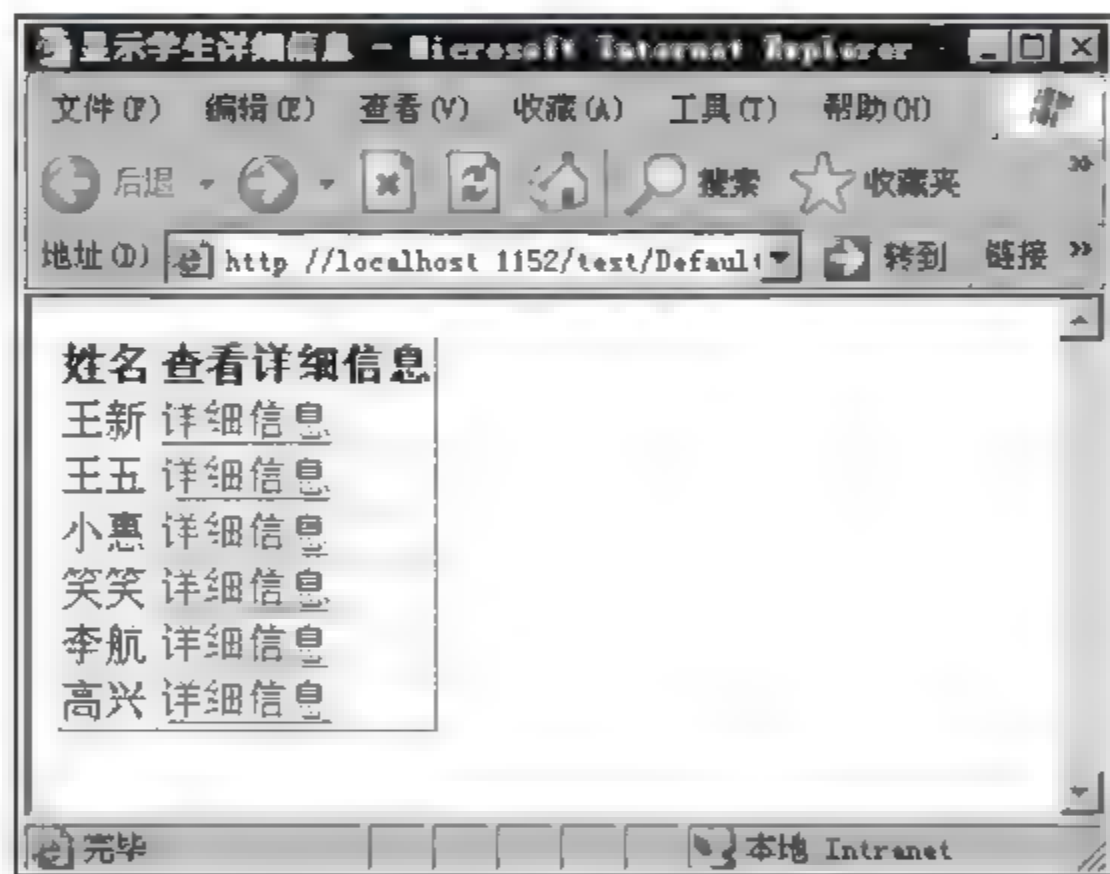 显示学生详细信息 - Microsoft Internet Explorer
文件(F) 编辑(E) 查看(V) 收藏(A) 工具(T) 帮助(H)
后退 搜索 收藏夹
地址(D) http //localhost 1152/test/Default 转到 链接
姓名 查看详细信息
王新 详细信息
王五 详细信息
小惠 详细信息
笑笑 详细信息
李航 详细信息
高兴 详细信息
完毕 本地 Intranet